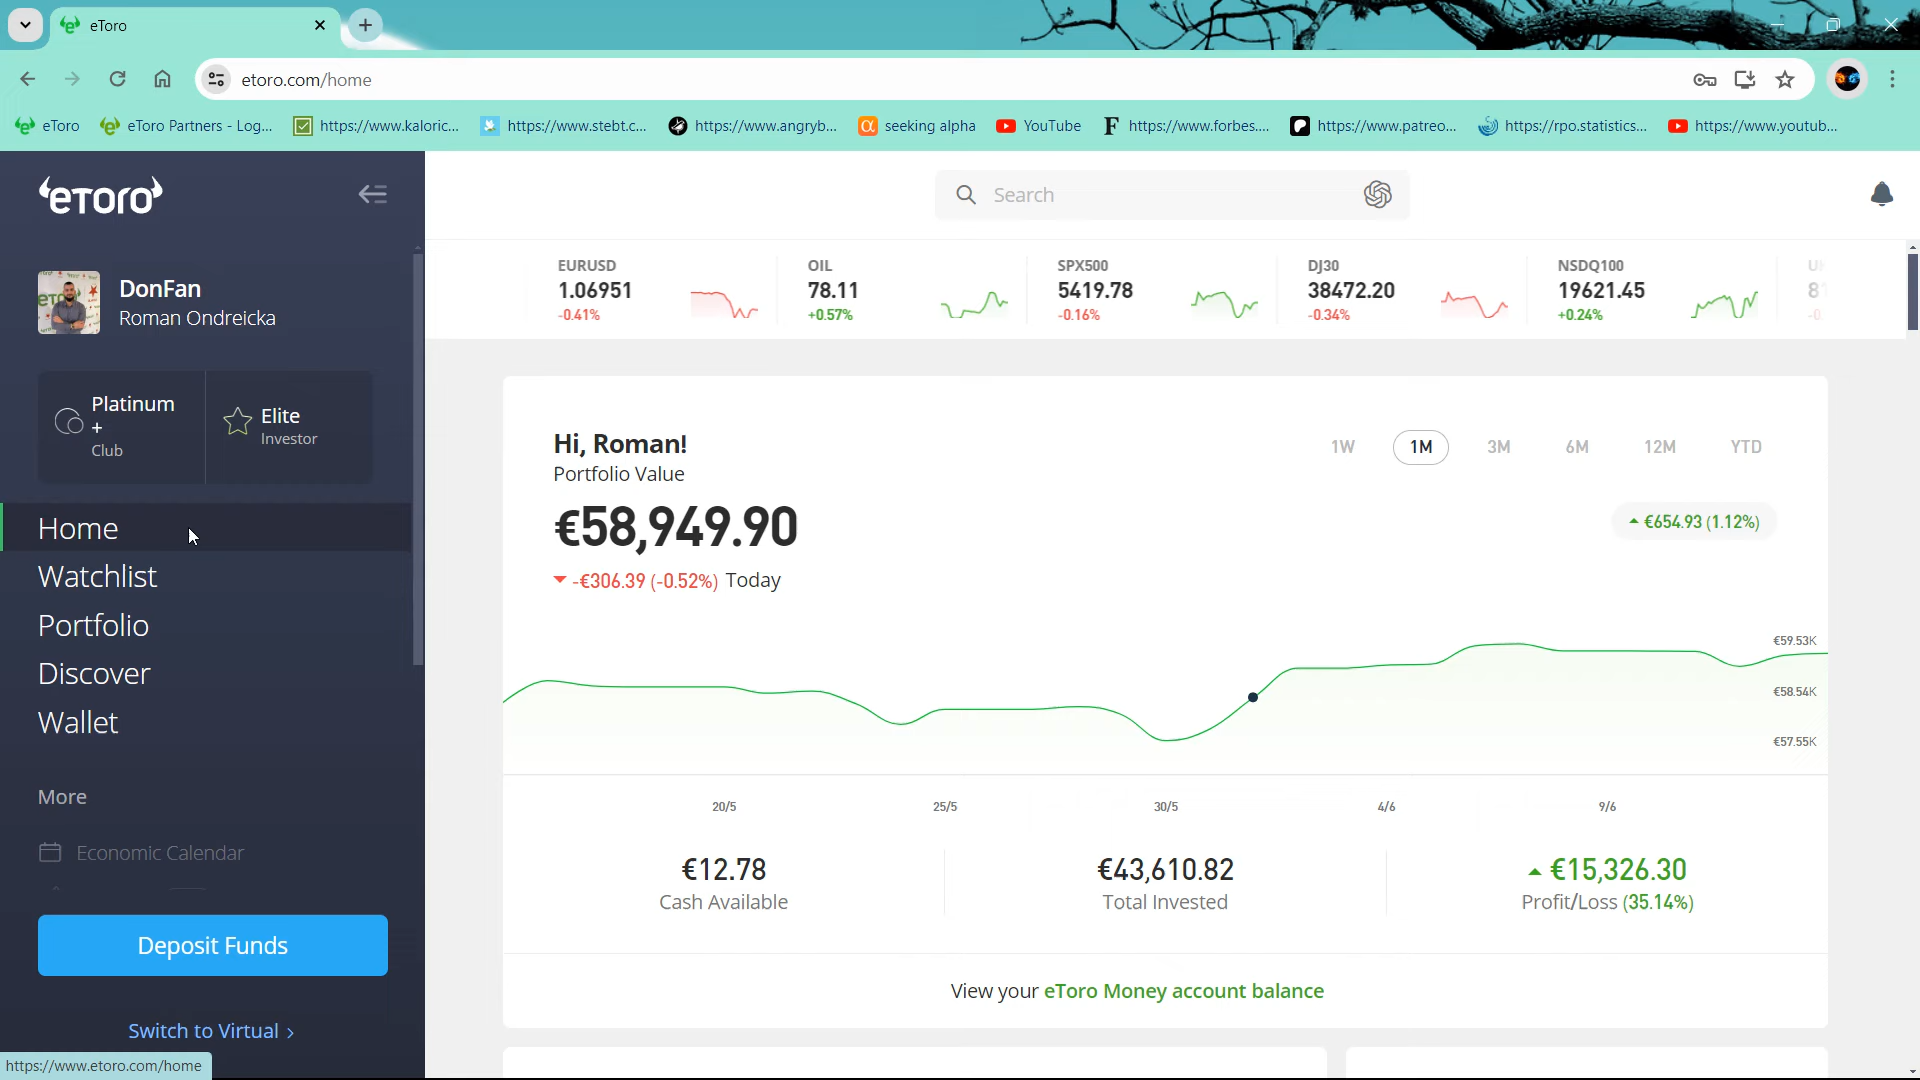 eToro
etoro.com/home
eToro
eToro Partners - Log...
https://www.kaloric...
https://www.stebt.c...
https://www.angryb...
seeking alpha
YouTube
https://www.forbes....
https://www.patreo...
https://rpo.statistics...
https://www.youtub...
eToro
Search
DonFan
Roman Ondreicka
Platinum
+
Club
Elite
Investor
Home
Watchlist
Portfolio
Discover
Wallet
More
Economic Calendar
Deposit Funds
Switch to Virtual >
https://www.etoro.com/home
EURUSD
1.06951
-0.41%
OIL
78.11
+0.57%
SPX500
5419.78
-0.16%
DJ30
38472.20
-0.34%
NSDQ100
19621.45
+0.24%
Hi, Roman!
Portfolio Value
€58,949.90
-€306.39 (-0.52%) Today
1W 1M 3M 6M 12M YTD
€654.93 (1.12%)
€59.53K
€58.54K
€57.55K
20/5 25/5 30/5 4/6 9/6
€12.78
Cash Available
€43,610.82
Total Invested
€15,326.30
Profit/Loss (35.14%)
View your eToro Money account balance